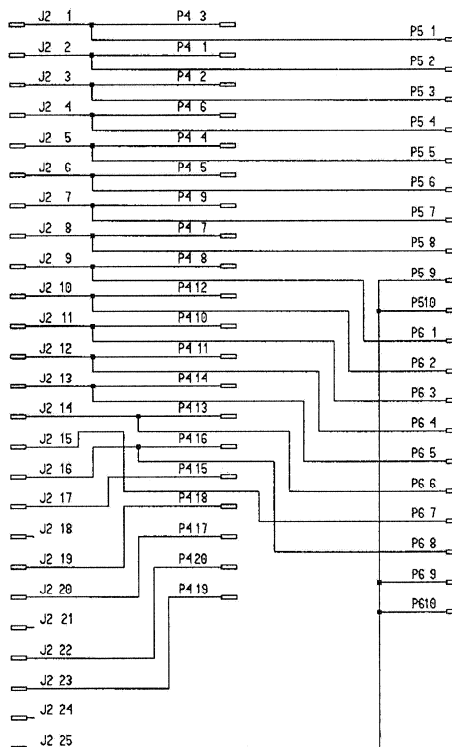 J2 1 P4 3
P5 1
J2 2 P4 1
P5 2
J2 3 P4 2
P5 3
J2 4 P4 6
P5 4
J2 5 P4 4
P5 5
J2 6 P4 5
P5 6
J2 7 P4 9
P5 7
J2 8 P4 7
P5 8
J2 9 P4 8
P5 9
J2 10 P4 12
P5 10
J2 11 P4 10
P6 1
J2 12 P4 11
P6 2
J2 13 P4 14
P6 3
J2 14 P4 13
P6 4
J2 15 P4 16
P6 5
J2 16 P4 15
P6 6
J2 17 P4 18
P6 7
J2 18 P4 17
P6 8
J2 19 P4 20
P6 9
J2 20 P4 19
P6 10
J2 21
J2 22
J2 23
J2 24
J2 25